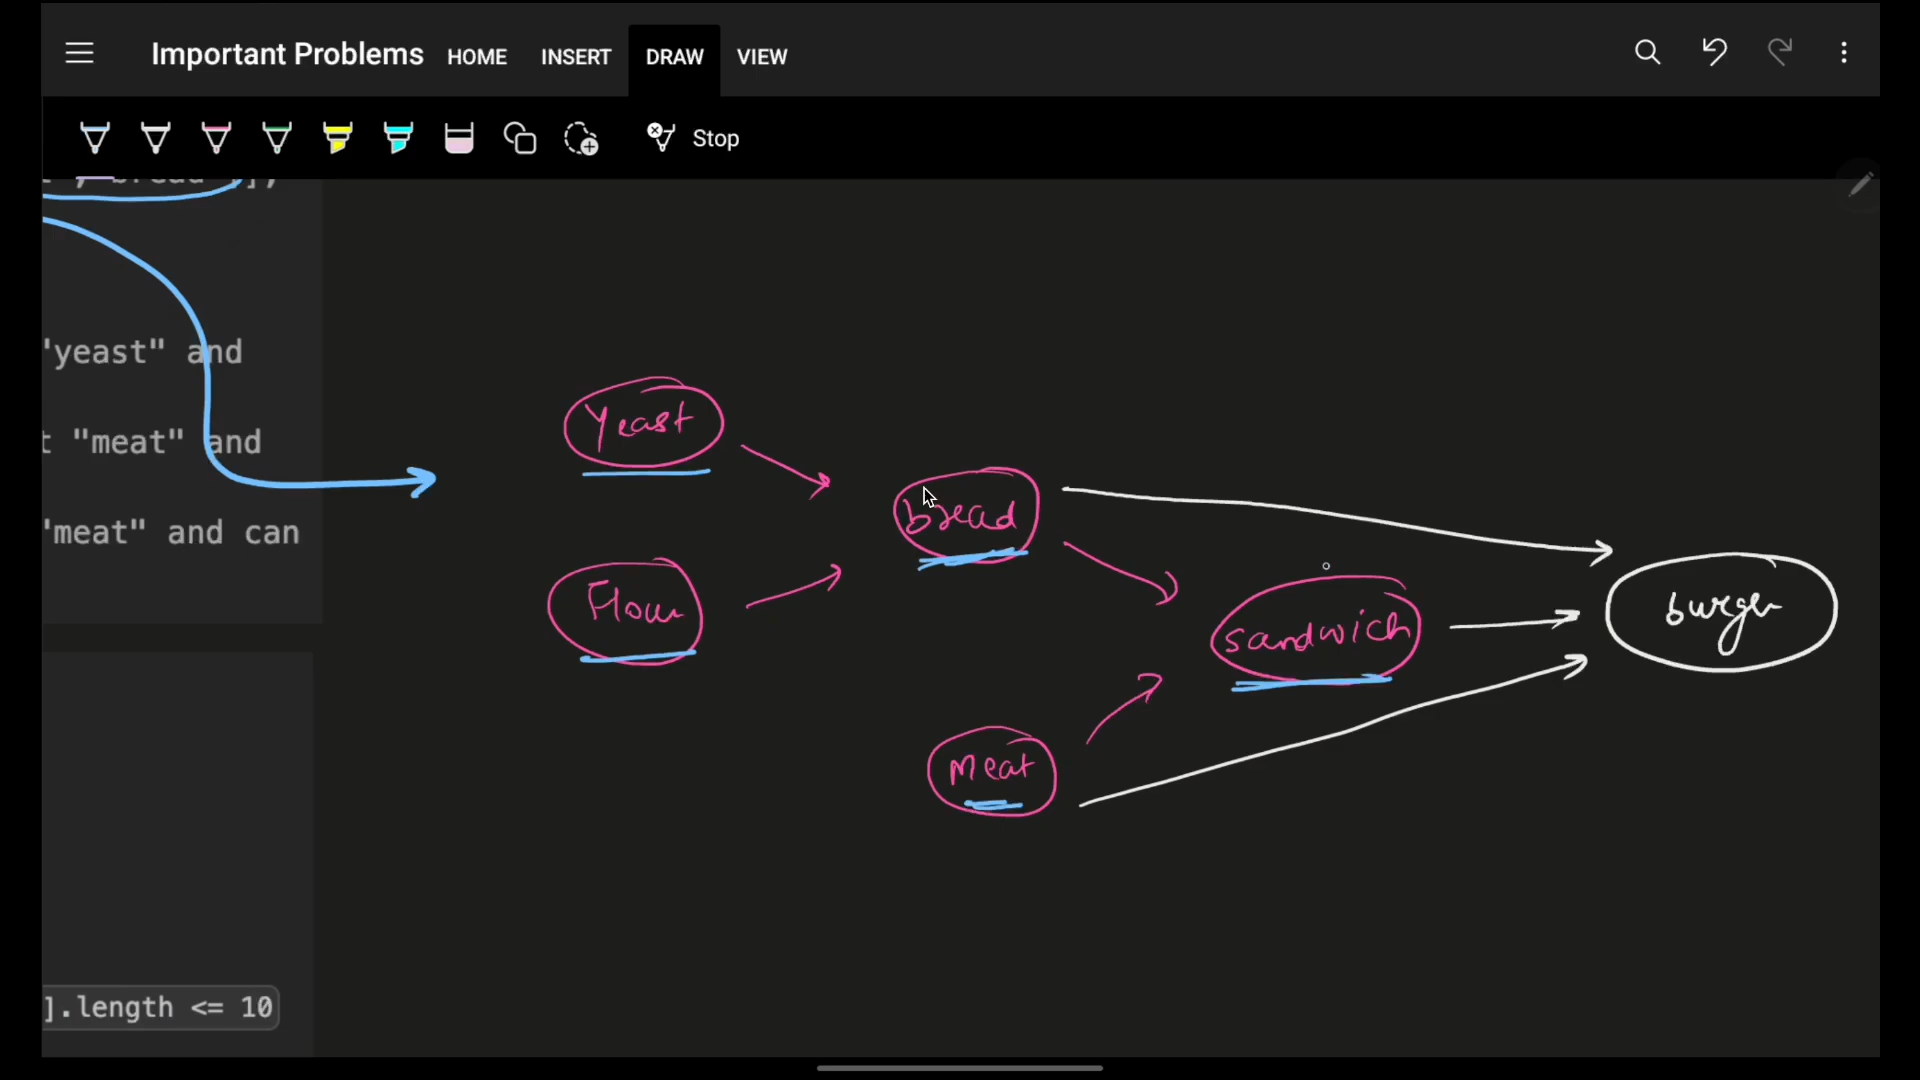 Important Problems HOME INSERT DRAW VIEW
Stop
"yeast" and
t "meat" and
"meat" and can
].length <= 10
Yeast
bread
Flour
sandwich
burger
Meat